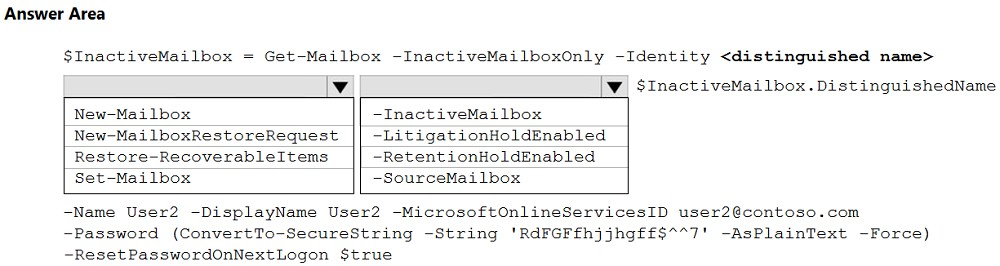 Answer Area
$InactiveMailbox = Get-Mailbox -InactiveMailboxOnly -Identity <distinguished name>
$InactiveMailbox.DistinguishedName
New-Mailbox
New-MailboxRestoreRequest
Restore-RecoverableItems
Set-Mailbox
-InactiveMailbox
-LitigationHoldEnabled
-RetentionHoldEnabled
-SourceMailbox
-Name User2 -DisplayName User2 -MicrosoftOnlineServicesID user2@contoso.com
-Password (ConvertTo-SecureString -String 'RdFGFfhjjhgff$^^7' -AsPlainText -Force)
-ResetPasswordOnNextLogon $true